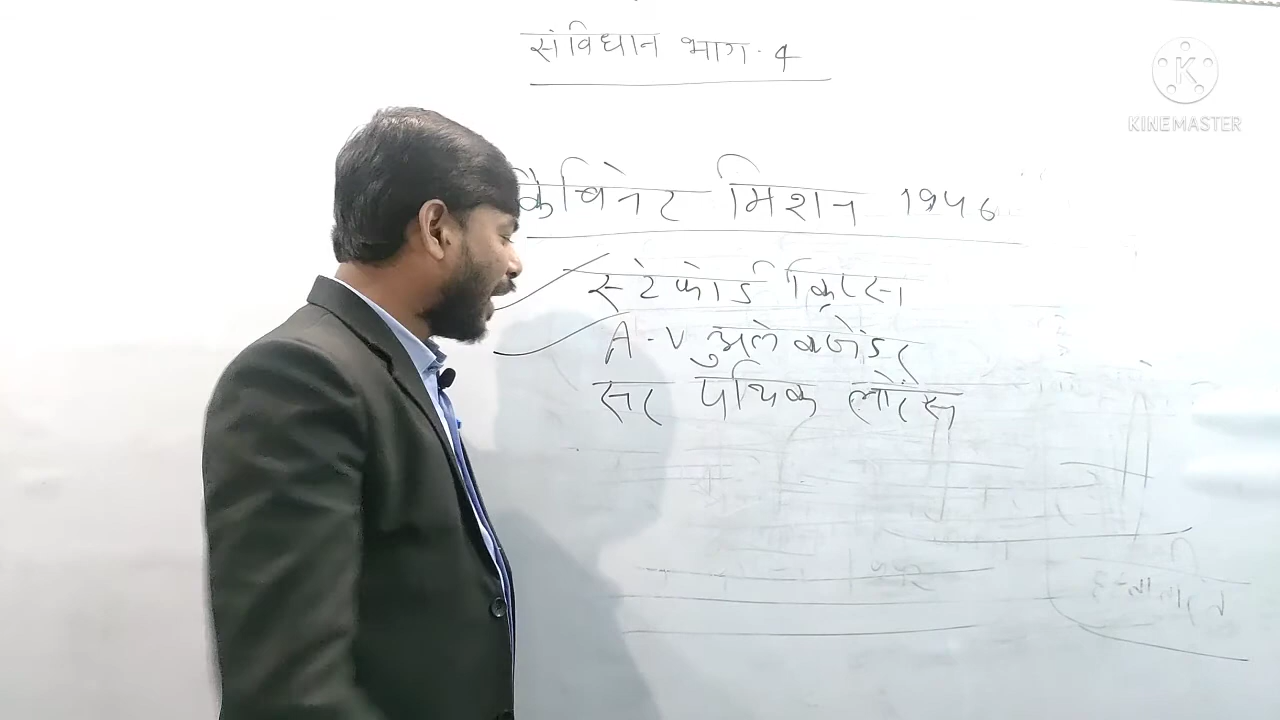 संविधान भाग-4
KINEMASTER
कैबिनेट मिशन 1946
स्टेफोर्ड क्रिप्स
A-V अलेक्जेंडर
सर पैथिक लोरेंस